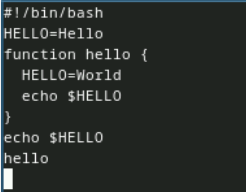 #!/bin/bash
HELLO=Hello
function hello {
  HELLO=World
  echo $HELLO
}
echo $HELLO
hello